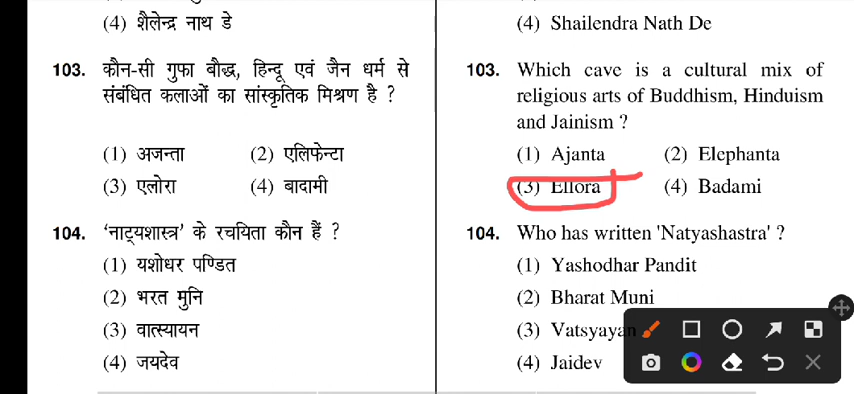 (4) शैलेन्द्र नाथ डे
103. कौन-सी गुफा बौद्ध, हिन्दू एवं जैन धर्म से
संबंधित कलाओं का सांस्कृतिक मिश्रण है ?
(1) अजन्ता (2) एलिफेन्टा
(3) एलोरा (4) बादामी
104. 'नाट्यशास्त्र' के रचयिता कौन हैं ?
(1) यशोधर पण्डित
(2) भरत मुनि
(3) वात्स्यायन
(4) जयदेव
(4) Shailendra Nath De
103. Which cave is a cultural mix of
religious arts of Buddhism, Hinduism
and Jainism ?
(1) Ajanta (2) Elephanta
(3) Ellora (4) Badami
104. Who has written 'Natyashastra' ?
(1) Yashodhar Pandit
(2) Bharat Muni
(3) Vatsyayan
(4) Jaidev